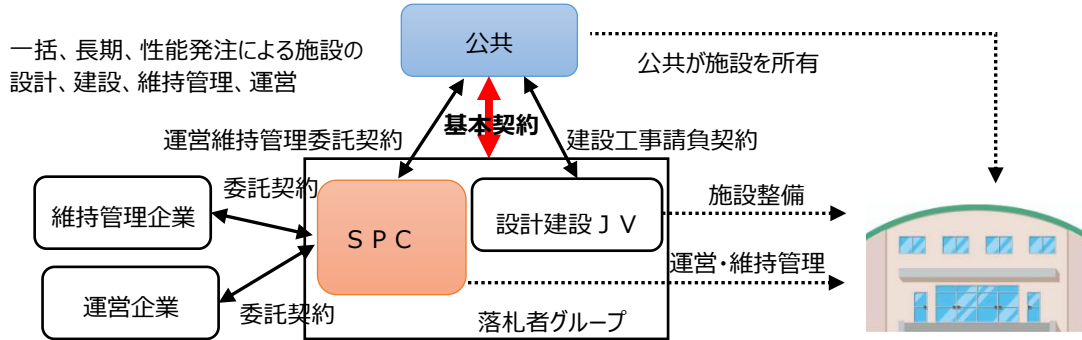 公共
一括、長期、性能発注による施設の
設計、建設、維持管理、運営
公共が施設を所有
基本契約
運営維持管理委託契約
建設工事請負契約
委託契約
維持管理企業
ＳＰＣ
設計建設ＪＶ
施設整備
運営・維持管理
運営企業
委託契約
落札者グループ